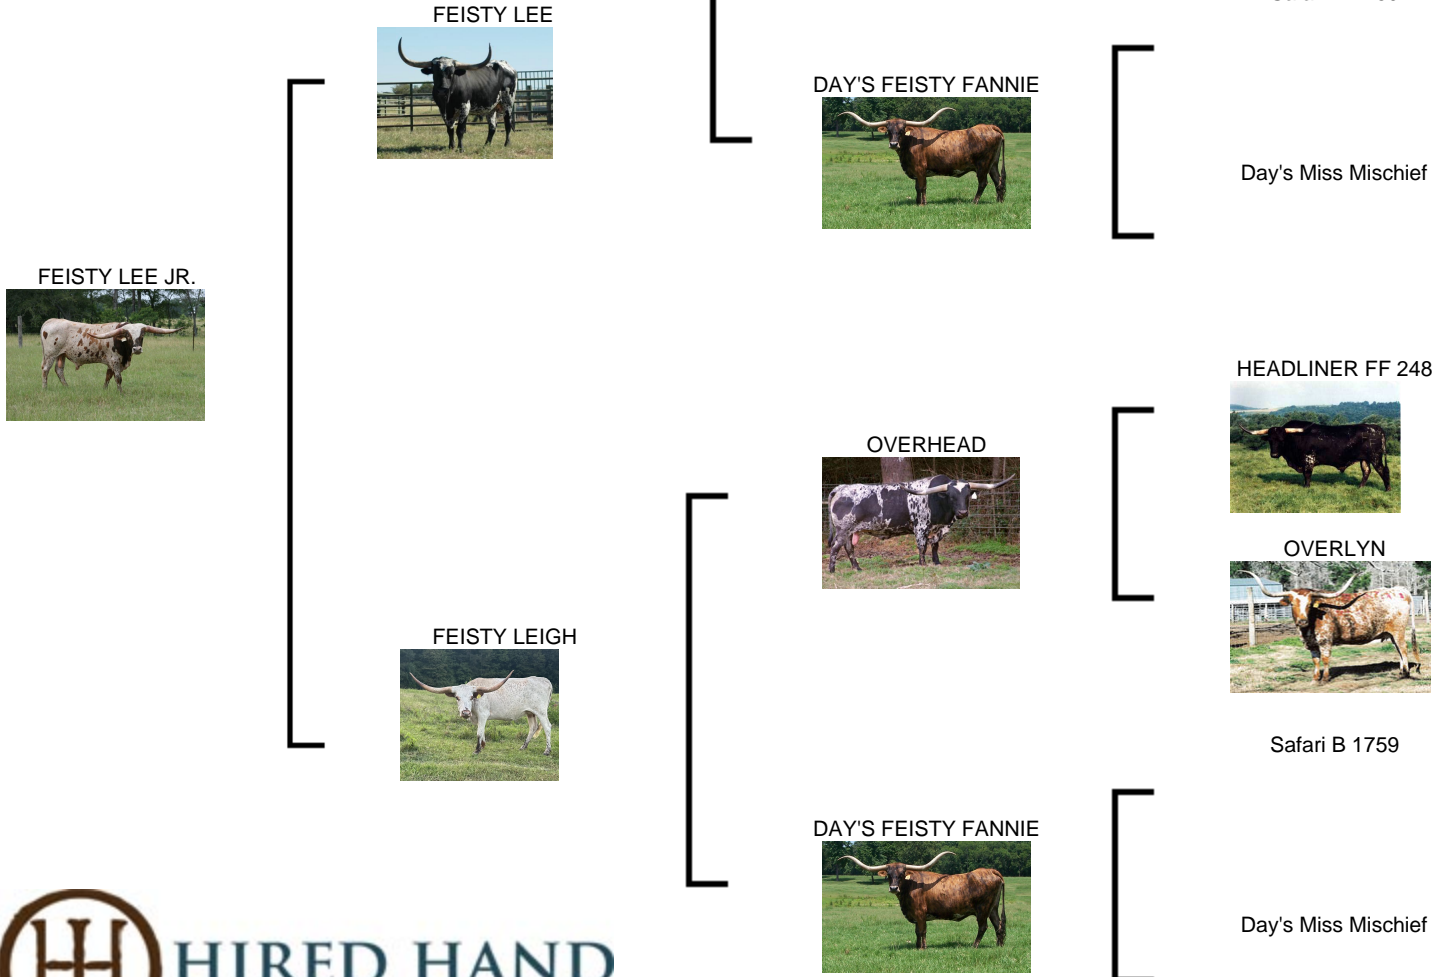 FEISTY LEE
DAY'S FEISTY FANNIE
Day's Miss Mischief
FEISTY LEE JR.
HEADLINER FF 248
OVERHEAD
OVERLYN
FEISTY LEIGH
Safari B 1759
DAY'S FEISTY FANNIE
Day's Miss Mischief
HIRED HAND